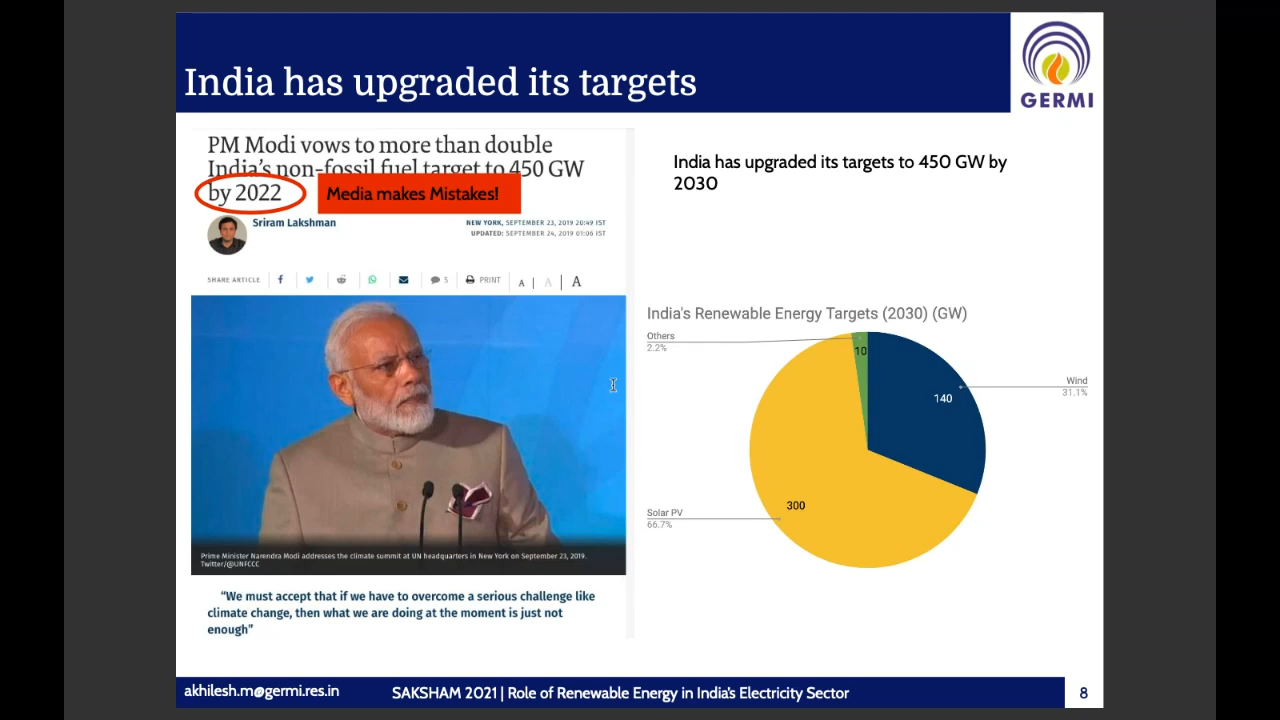 India has upgraded its targets
GERMI
PM Modi vows to more than double
India's non-fossil fuel target to 450 GW
by 2022
Media makes Mistakes!
Sriram Lakshman
NEW YORK, SEPTEMBER 23, 2019 20:49 IST
UPDATED: SEPTEMBER 24, 2019 01:06 IST
SHARE ARTICLE
5
PRINT
A | A | A
Prime Minister Narendra Modi addresses the climate summit at UN headquarters in New York on September 23, 2019.
Twitter/@UNFCCC
"We must accept that if we have to overcome a serious challenge like
climate change, then what we are doing at the moment is just not
enough"
India has upgraded its targets to 450 GW by
2030
India's Renewable Energy Targets (2030) (GW)
Others
2.2%
10
Wind
31.1%
140
300
Solar PV
66.7%
akhilesh.m@germi.res.in
SAKSHAM 2021 | Role of Renewable Energy in India's Electricity Sector
8